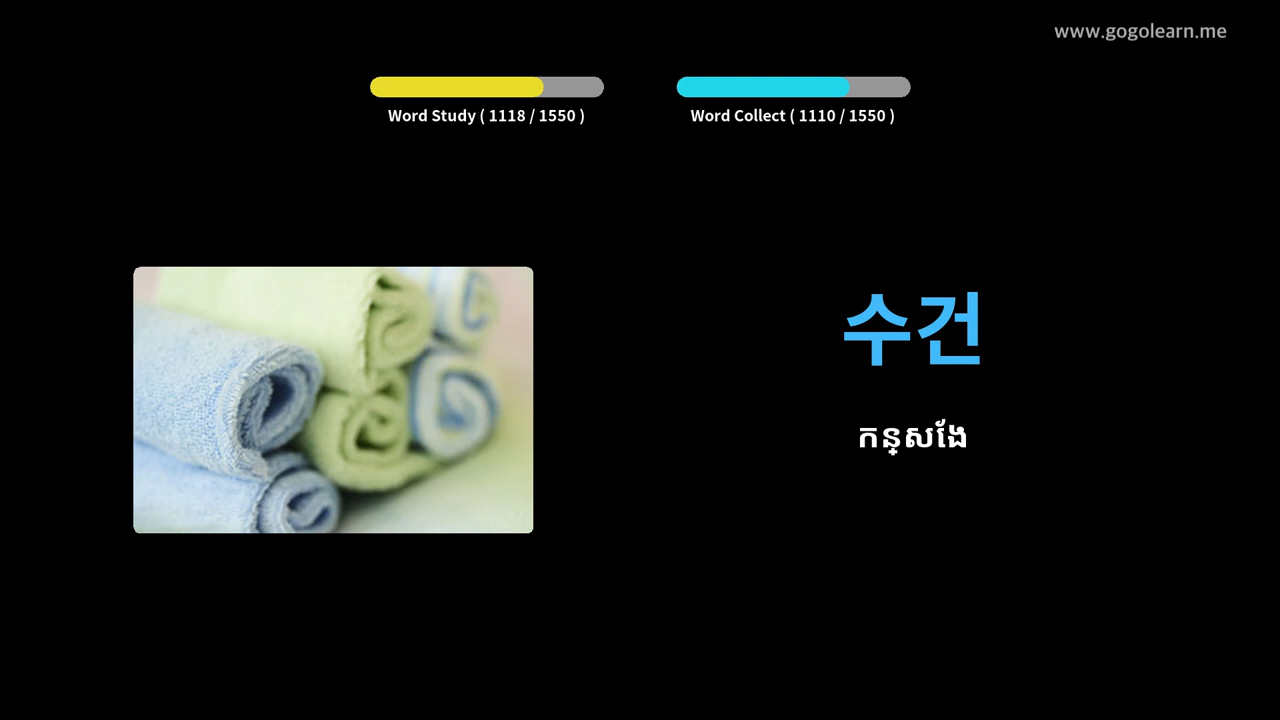 www.gogolearn.me
Word Study ( 1118 / 1550 )
Word Collect ( 1110 / 1550 )
수건
កន្សែង